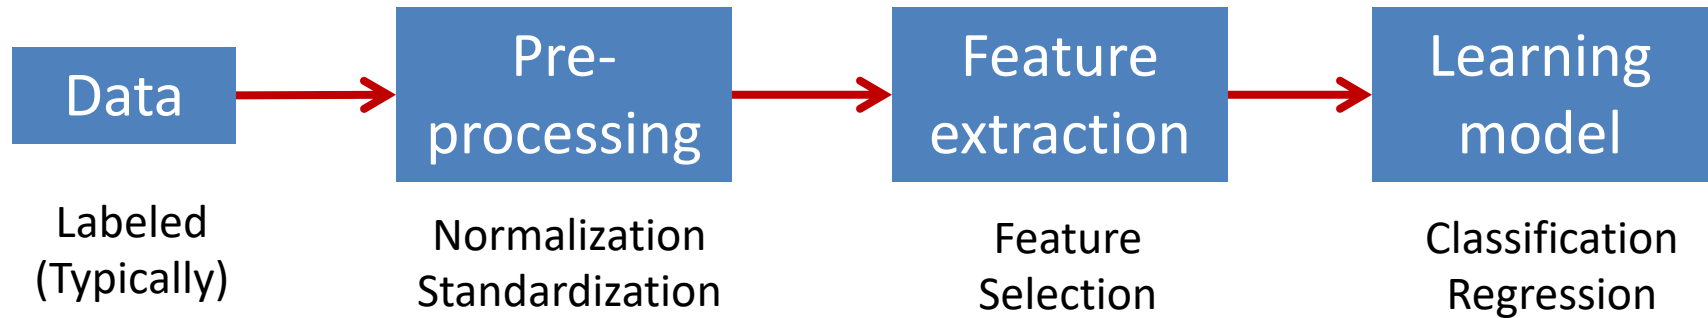 Data
Labeled
(Typically)
Pre-
processing
Normalization
Standardization
Feature
extraction
Feature
Selection
Learning
model
Classification
Regression